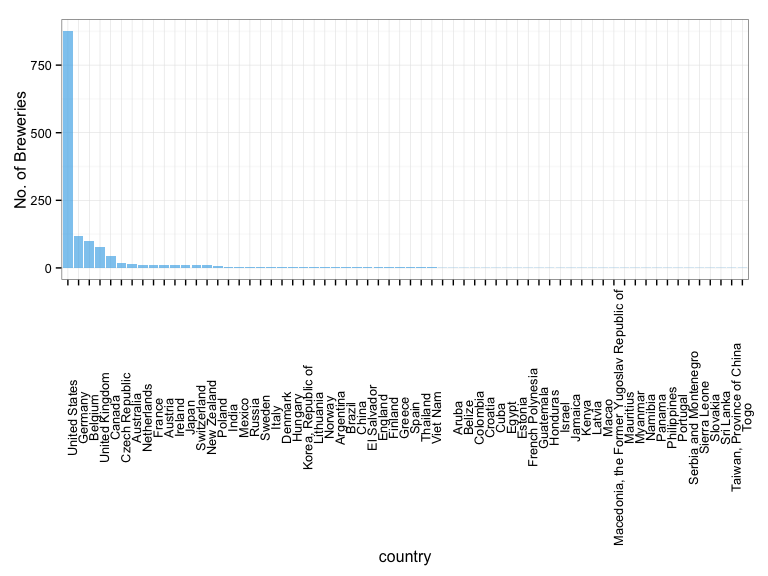 No. of Breweries
750
500
250
0
United States
Germany
Belgium
United Kingdom
Canada
Czech Republic
Australia
Netherlands
France
Austria
Ireland
Japan
Switzerland
New Zealand
Poland
India
Mexico
Russia
Sweden
Italy
Denmark
Hungary
Korea, Republic of
Lithuania
Norway
Argentina
Brazil
China
El Salvador
England
Finland
Greece
Spain
Thailand
Viet Nam
Aruba
Belize
Colombia
Croatia
Cuba
Egypt
Estonia
French Polynesia
Guatemala
Honduras
Israel
Jamaica
Kenya
Latvia
Macao
Macedonia, the Former Yugoslav Republic of
Mauritius
Myanmar
Namibia
Panama
Philippines
Portugal
Serbia and Montenegro
Sierra Leone
Slovakia
Sri Lanka
Taiwan, Province of China
Togo
country